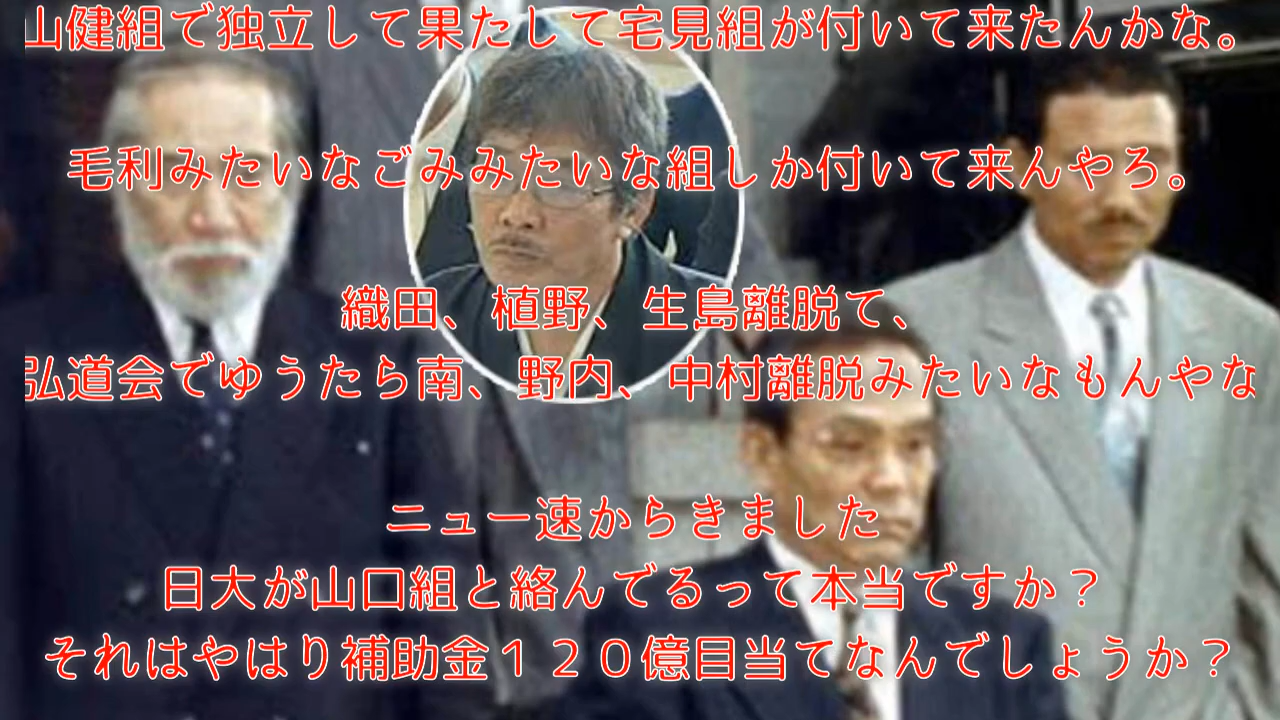 山健組で独立して果たして宅見組が付いて来たんかな。
毛利みたいなごみみたいな組しか付いて来んやろ。
織田、植野、生島離脱て、
弘道会でゆうたら南、野内、中村離脱みたいなもんやな
ニュー速からきました
日大が山口組と絡んでるって本当ですか？
それはやはり補助金１２０億目当てなんでしょうか？